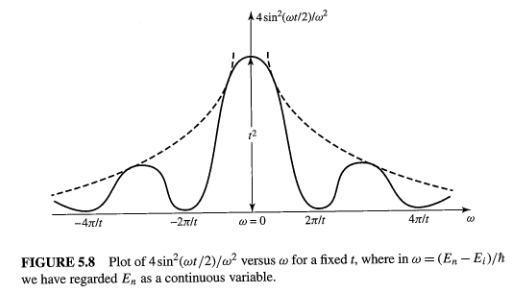 4 sin²(ωt/2)/ω²
t²
−4π/t −2π/t ω = 0 2π/t 4π/t ω
FIGURE 5.8 Plot of 4 sin²(ωt/2)/ω² versus ω for a fixed t, where in ω = (Eₙ − Eᵢ)/ħ
we have regarded Eₙ as a continuous variable.